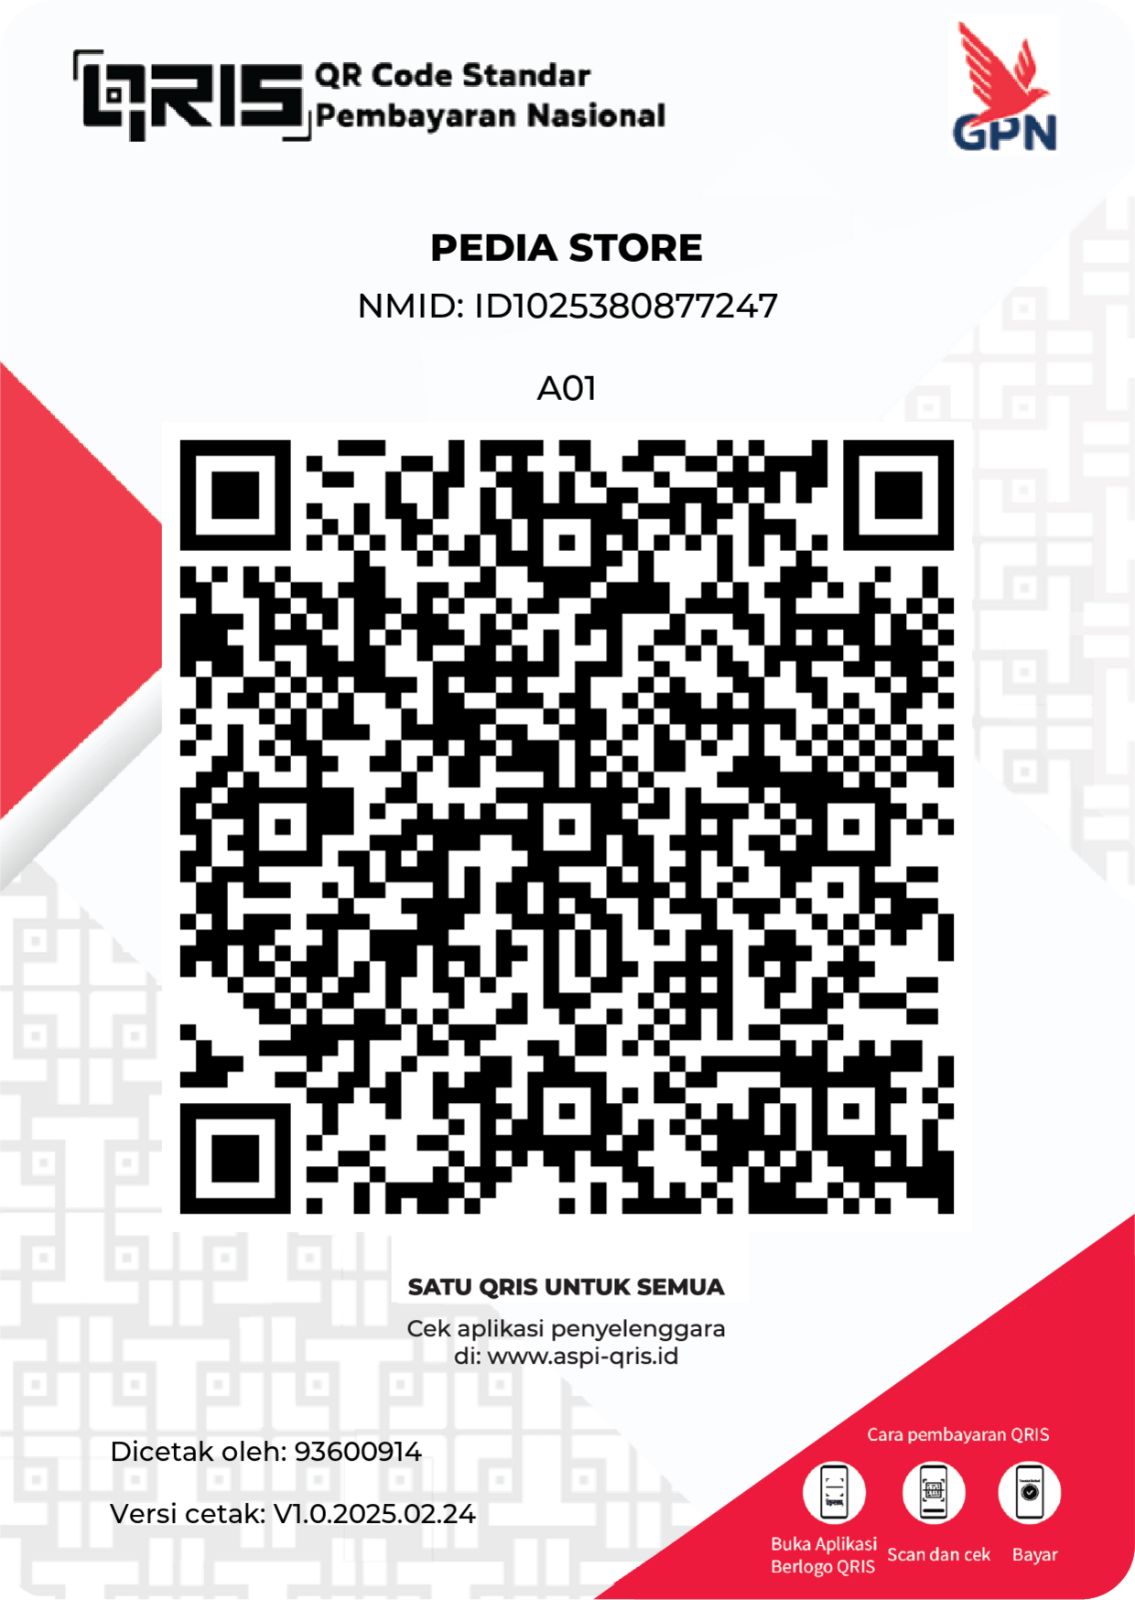 QRIS
QR Code Standar
Pembayaran Nasional
GPN
PEDIA STORE
NMID: ID1025380877247
A01
SATU QRIS UNTUK SEMUA
Cek aplikasi penyelenggara
di: www.aspi-qris.id
Dicetak oleh: 93600914
Versi cetak: V1.0.2025.02.24
Cara pembayaran QRIS
Buka Aplikasi
Berlogo QRIS
Scan dan cek
Bayar